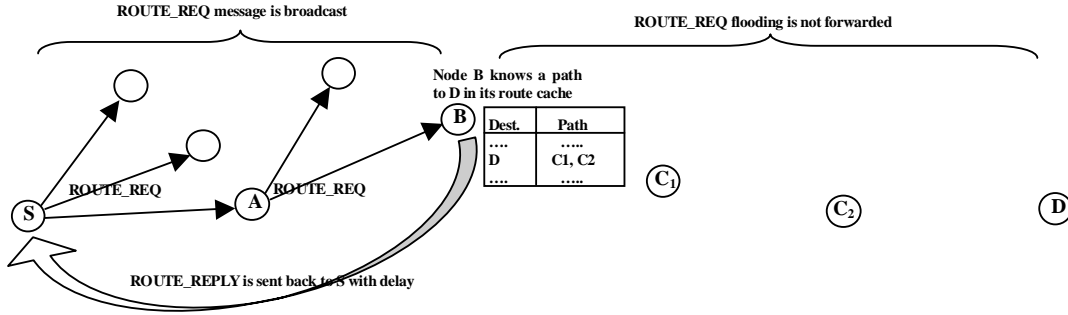 ROUTE_REQ message is broadcast
ROUTE_REQ flooding is not forwarded
Node B knows a path
to D in its route cache
B
Dest. Path
.... .....
D C1, C2
.... .....
ROUTE_REQ
ROUTE_REQ
S
A
C1
C2
D
ROUTE_REPLY is sent back to S with delay